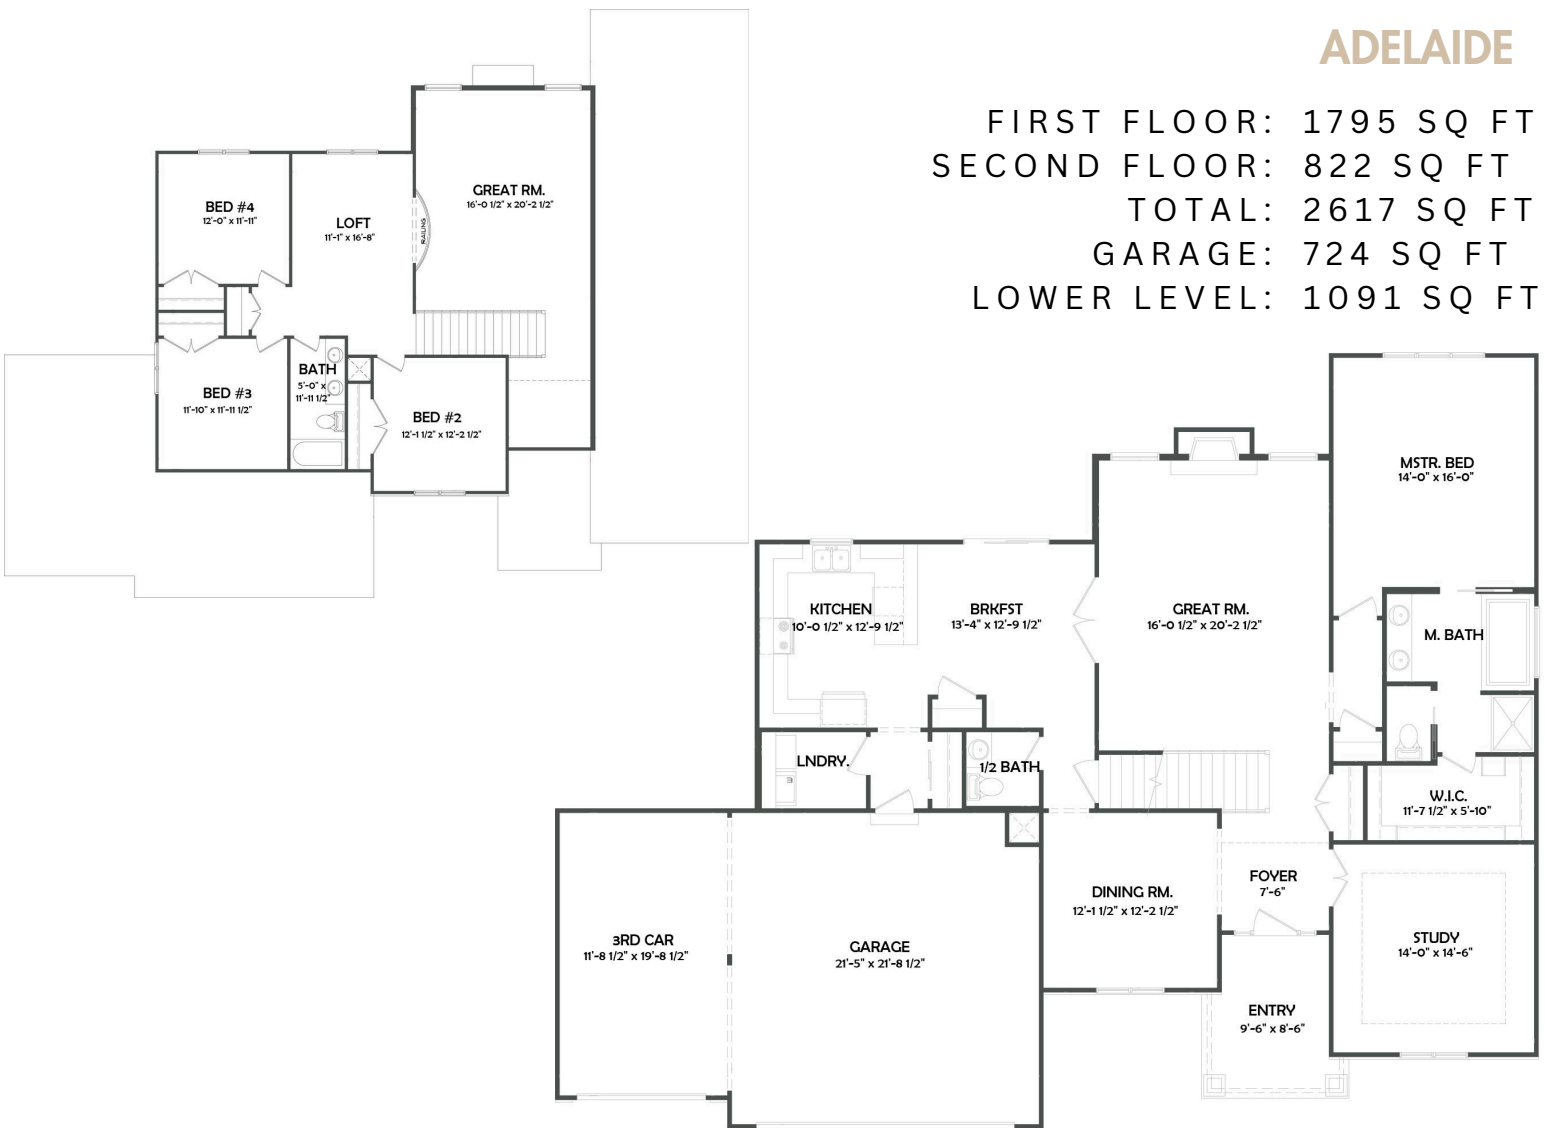 ADELAIDE
FIRST FLOOR: 1795 SQ FT
SECOND FLOOR: 822 SQ FT
TOTAL: 2617 SQ FT
GARAGE: 724 SQ FT
LOWER LEVEL: 1091 SQ FT
BED #4
12'-0" x 11'-11"
LOFT
11'-1" x 16'-8"
GREAT RM.
16'-0 1/2" x 20'-2 1/2"
RAILING
BED #3
11'-10" x 11'-11 1/2"
BATH
5'-0" x
11'-11 1/2"
BED #2
12'-1 1/2" x 12'-2 1/2"
MSTR. BED
14'-0" x 16'-0"
KITCHEN
10'-0 1/2" x 12'-9 1/2"
BRKFST
13'-4" x 12'-9 1/2"
GREAT RM.
16'-0 1/2" x 20'-2 1/2"
M. BATH
LNDRY.
1/2 BATH
W.I.C.
11'-7 1/2" x 5'-10"
DINING RM.
12'-1 1/2" x 12'-2 1/2"
FOYER
7'-6"
3RD CAR
11'-8 1/2" x 19'-8 1/2"
GARAGE
21'-5" x 21'-8 1/2"
STUDY
14'-0" x 14'-6"
ENTRY
9'-6" x 8'-6"